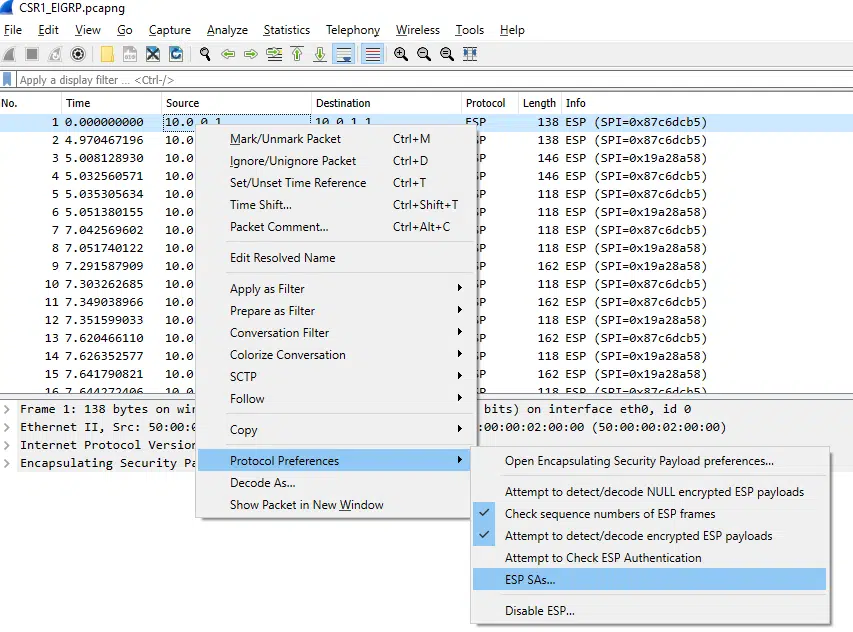 CSR1_EIGRP.pcapng
File Edit View Go Capture Analyze Statistics Telephony Wireless Tools Help
Apply a display filter ... <Ctrl-/>
No. Time Source Destination Protocol Length Info
1 0.000000000 10.0.0.1 10.0.1.1 ESP 138 ESP (SPI=0x87c6dcb5)
2 4.970467196 10.0 SP 138 ESP (SPI=0x87c6dcb5)
3 5.008128930 10.0 SP 146 ESP (SPI=0x19a28a58)
4 5.032560571 10.0 SP 146 ESP (SPI=0x87c6dcb5)
5 5.035305634 10.0 SP 118 ESP (SPI=0x87c6dcb5)
6 5.051380155 10.0 SP 118 ESP (SPI=0x19a28a58)
7 7.042569602 10.0 SP 118 ESP (SPI=0x87c6dcb5)
8 7.051740122 10.0 SP 118 ESP (SPI=0x19a28a58)
9 7.291587909 10.0 SP 162 ESP (SPI=0x19a28a58)
10 7.303262685 10.0 SP 118 ESP (SPI=0x87c6dcb5)
11 7.349038966 10.0 SP 162 ESP (SPI=0x87c6dcb5)
12 7.351599033 10.0 SP 118 ESP (SPI=0x19a28a58)
13 7.620466110 10.0 SP 162 ESP (SPI=0x87c6dcb5)
14 7.626352577 10.0 SP 118 ESP (SPI=0x19a28a58)
15 7.641790821 10.0 SP 162 ESP (SPI=0x19a28a58)
16 7.644272406 10.0 SP 118 ESP (SPI=0x87c6dcb5)
Mark/Unmark Packet Ctrl+M
Ignore/Unignore Packet Ctrl+D
Set/Unset Time Reference Ctrl+T
Time Shift... Ctrl+Shift+T
Packet Comment... Ctrl+Alt+C
Edit Resolved Name
Apply as Filter
Prepare as Filter
Conversation Filter
Colorize Conversation
SCTP
Follow
Copy
Protocol Preferences
Decode As...
Show Packet in New Window
Frame 1: 138 bytes on wir bits) on interface eth0, id 0
Ethernet II, Src: 50:00:0 :00:00:02:00:00 (50:00:00:02:00:00)
Internet Protocol Version
Encapsulating Security Pa
Open Encapsulating Security Payload preferences...
Attempt to detect/decode NULL encrypted ESP payloads
Check sequence numbers of ESP frames
Attempt to detect/decode encrypted ESP payloads
Attempt to Check ESP Authentication
ESP SAs...
Disable ESP...